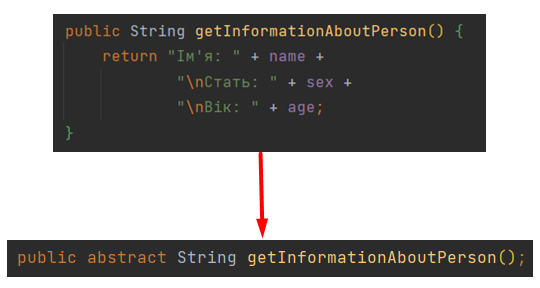 public String getInformationAboutPerson() {
return "Ім'я: " + name +
"\nСтать: " + sex +
"\nВік: " + age;
}
public abstract String getInformationAboutPerson();